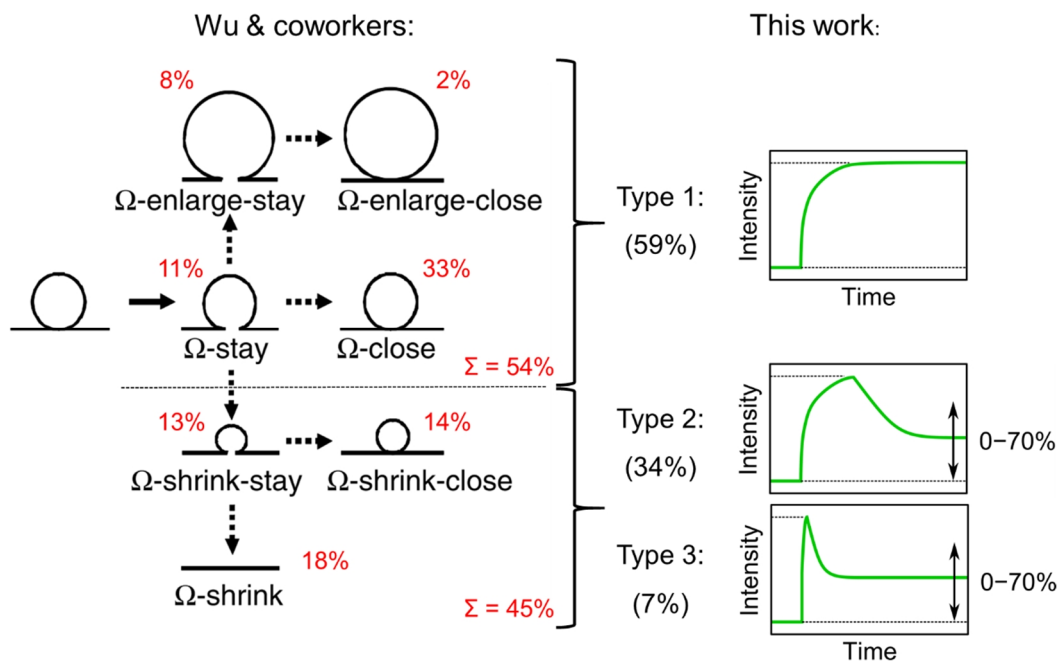 Wu & coworkers:
This work:
8%
2%
Ω-enlarge-stay
Ω-enlarge-close
11%
33%
Ω-stay
Ω-close
Σ = 54%
13%
14%
Ω-shrink-stay
Ω-shrink-close
18%
Ω-shrink
Σ = 45%
Type 1:
(59%)
Intensity
Time
Type 2:
(34%)
Intensity
0–70%
Type 3:
(7%)
Intensity
0–70%
Time